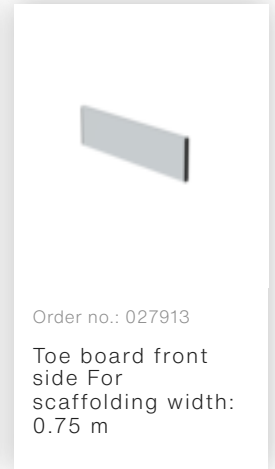 Order no.: 027913
Toe board front
side For
scaffolding width:
0.75 m